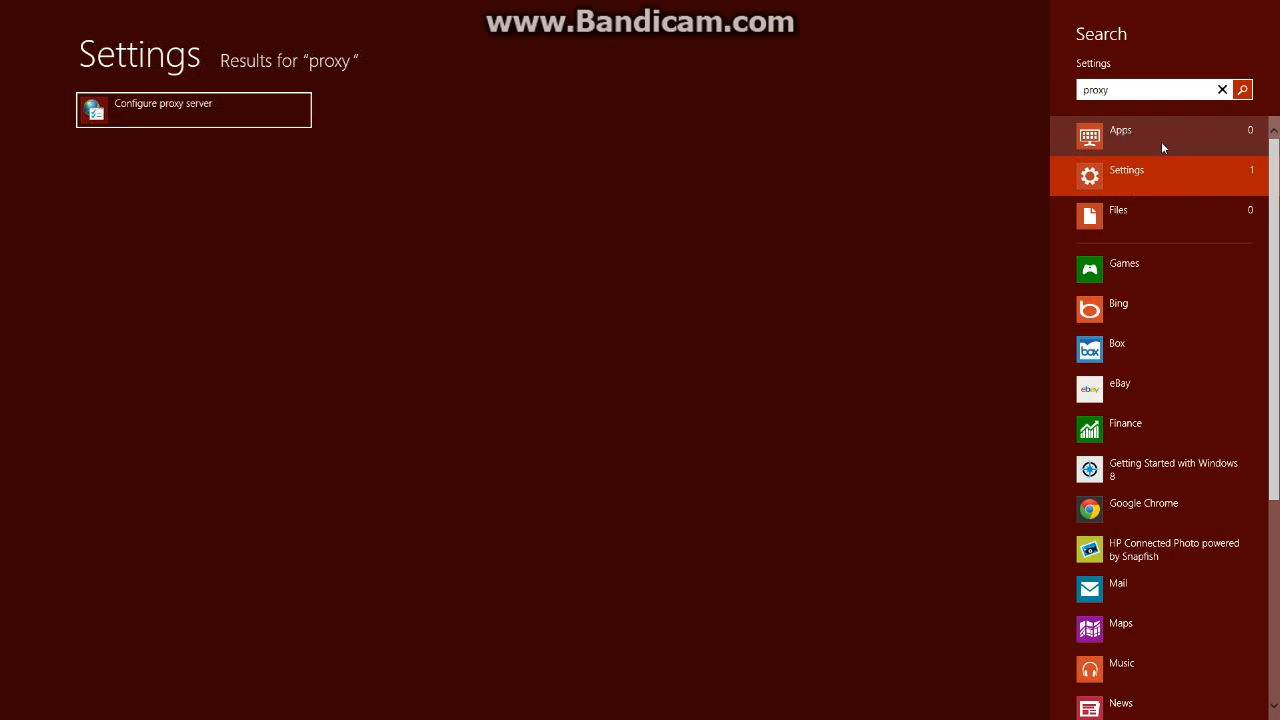 www.Bandicam.com
Settings Results for “proxy ”
Configure proxy server
Search
Settings
proxy
Apps 0
Settings 1
Files 0
Games
Bing
Box
box
eBay
ebay
Finance
Getting Started with Windows
8
Google Chrome
HP Connected Photo powered
by Snapfish
Mail
Maps
Music
News